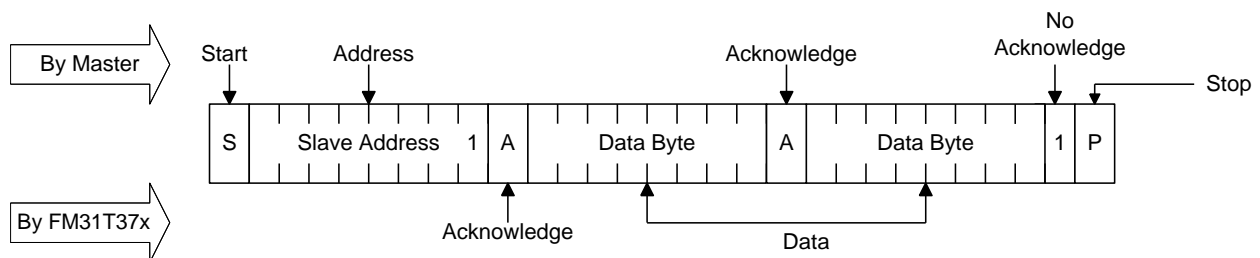 No
Acknowledge
By Master
Start
Address
Acknowledge
Stop
S
Slave Address 1
A
Data Byte
A
Data Byte
1
P
By FM31T37x
Acknowledge
Data